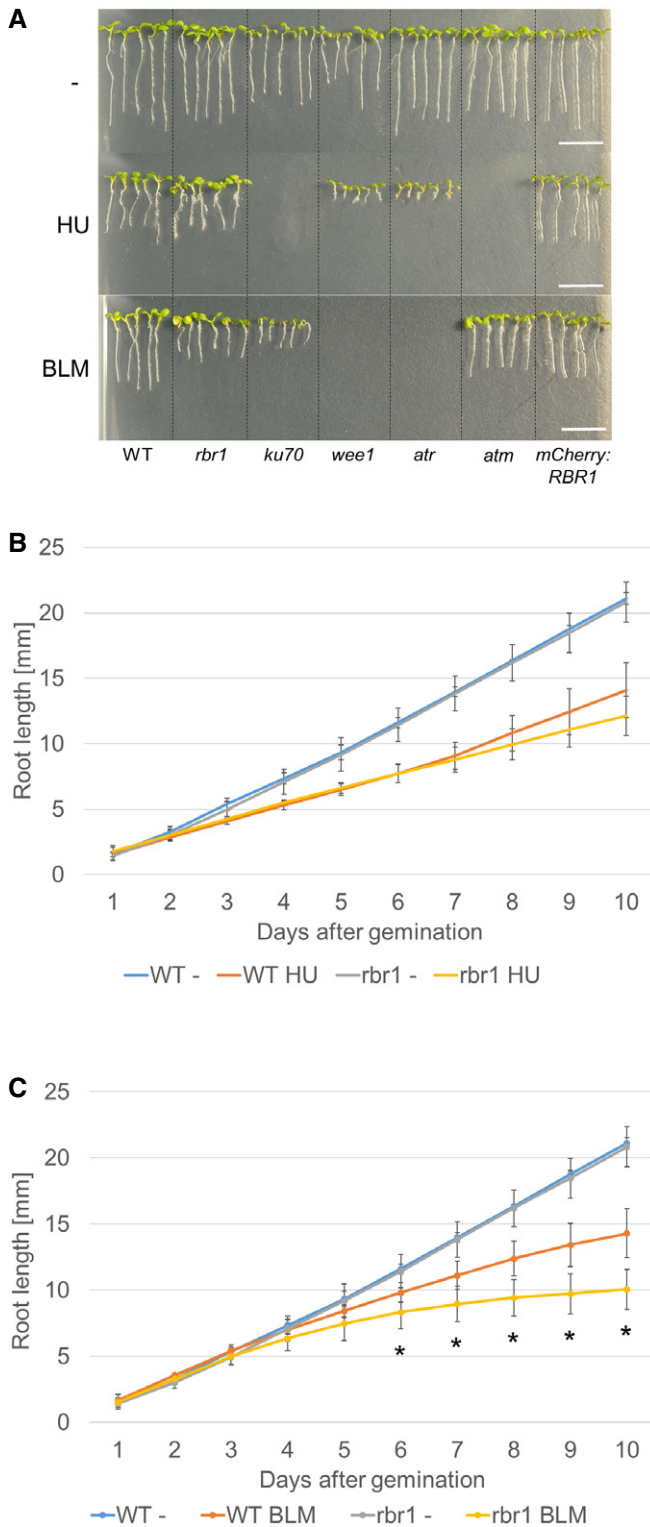 A
-
HU
BLM
WT rbr1 ku70 wee1 atr atm mCherry:
RBR1
B
25
20
15
10
5
0
Root length [mm]
1 2 3 4 5 6 7 8 9 10
Days after gemination
WT - WT HU rbr1 - rbr1 HU
C
25
20
15
10
5
0
Root length [mm]
* * * * *
1 2 3 4 5 6 7 8 9 10
Days after gemination
WT - WT BLM rbr1 - rbr1 BLM